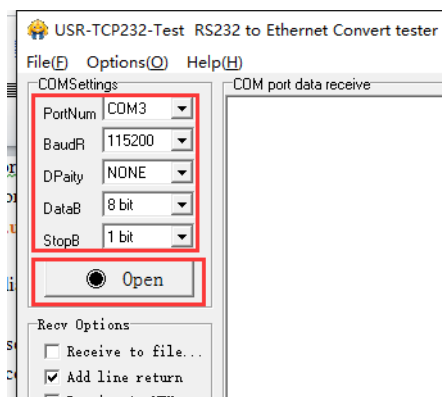 USR-TCP232-Test RS232 to Ethernet Convert tester
File(F) Options(O) Help(H)
COMSettings
COM port data receive
PortNum COM3
BaudR 115200
DPaity NONE
DataB 8 bit
StopB 1 bit
Open
Recv Options
Receive to file...
Add line return